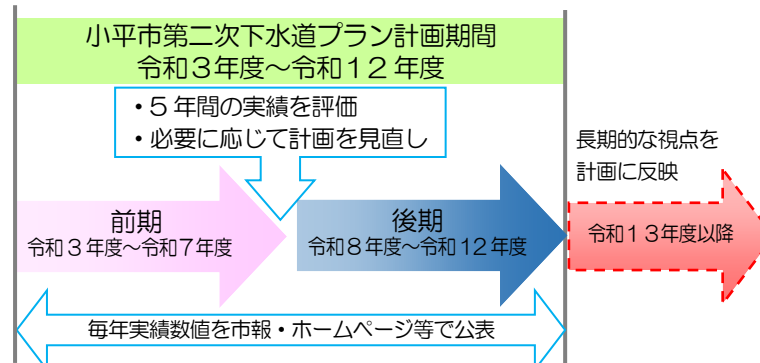 小平市第二次下水道プラン計画期間
令和３年度～令和１２年度
・５年間の実績を評価
・必要に応じて計画を見直し
長期的な視点を
計画に反映
前期
令和３年度～令和７年度
後期
令和８年度～令和１２年度
令和１３年度以降
毎年実績数値を市報・ホームページ等で公表